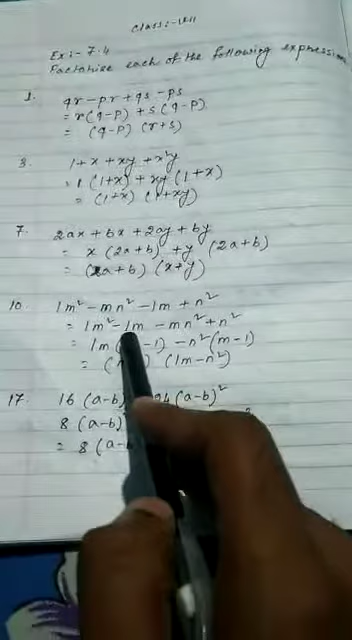 Class:- VIII
Ex:- 7.4
Factorise each of the following expression
1. qr - pr + qs - ps
= r(q-p) + s(q-p)
= (q-p) (r+s)
3. 1+x + xy + x²y
= 1 (1+x) + xy (1+x)
= (1+x) (1+xy)
7. 2ax + bx + 2ay + by
= x (2a+b) + y (2a+b)
= (2a+b) (x+y)
10. lm² - mn² - lm + n²
= lm² - lm - mn² + n²
= lm ( -1) - n² (m-1)
= ( ) (lm-n²)
17. 16 (a-b) 24 (a-b)²
8 (a-b)
= 8 (a-b